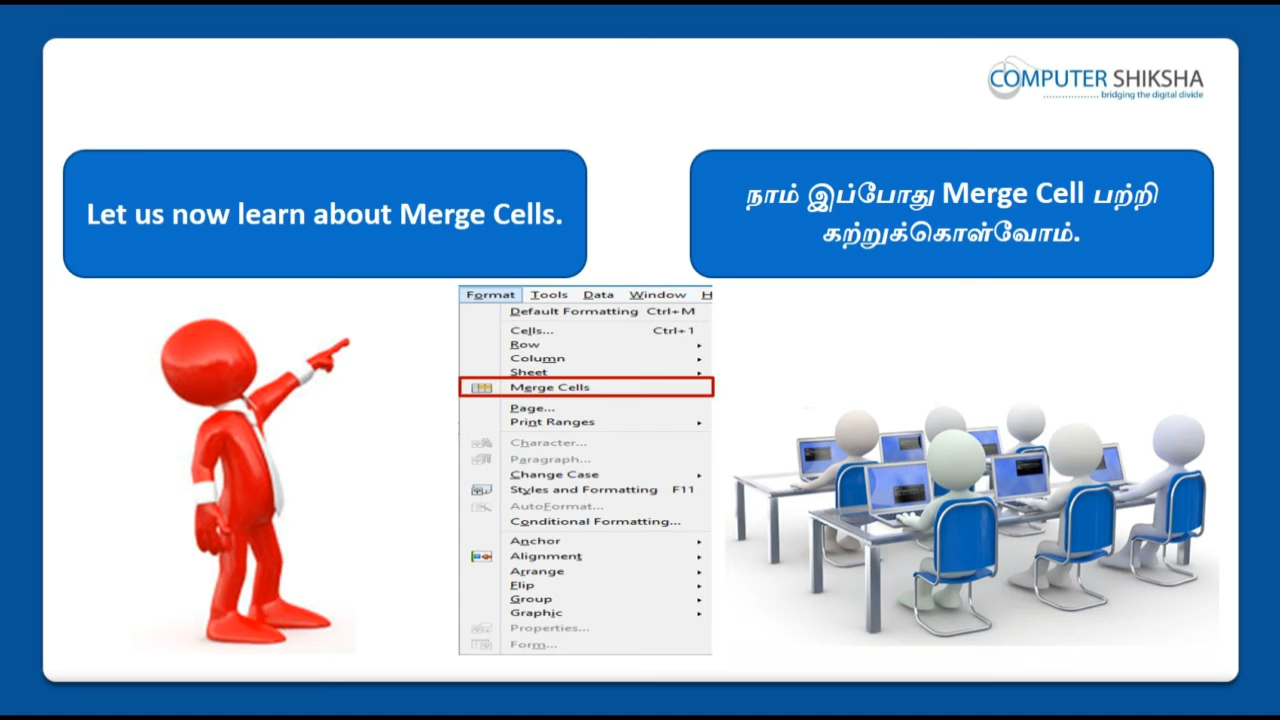 COMPUTER SHIKSHA
bridging the digital divide
Let us now learn about Merge Cells.
நாம் இப்போது Merge Cell பற்றி
கற்றுக்கொள்வோம்.
Format Tools Data Window H
Default Formatting Ctrl+M
Cells... Ctrl+1
Row
Column
Sheet
Merge Cells
Page...
Print Ranges
Character...
Paragraph...
Change Case
Styles and Formatting F11
AutoFormat...
Conditional Formatting...
Anchor
Alignment
Arrange
Flip
Group
Graphic
Properties...
Form...